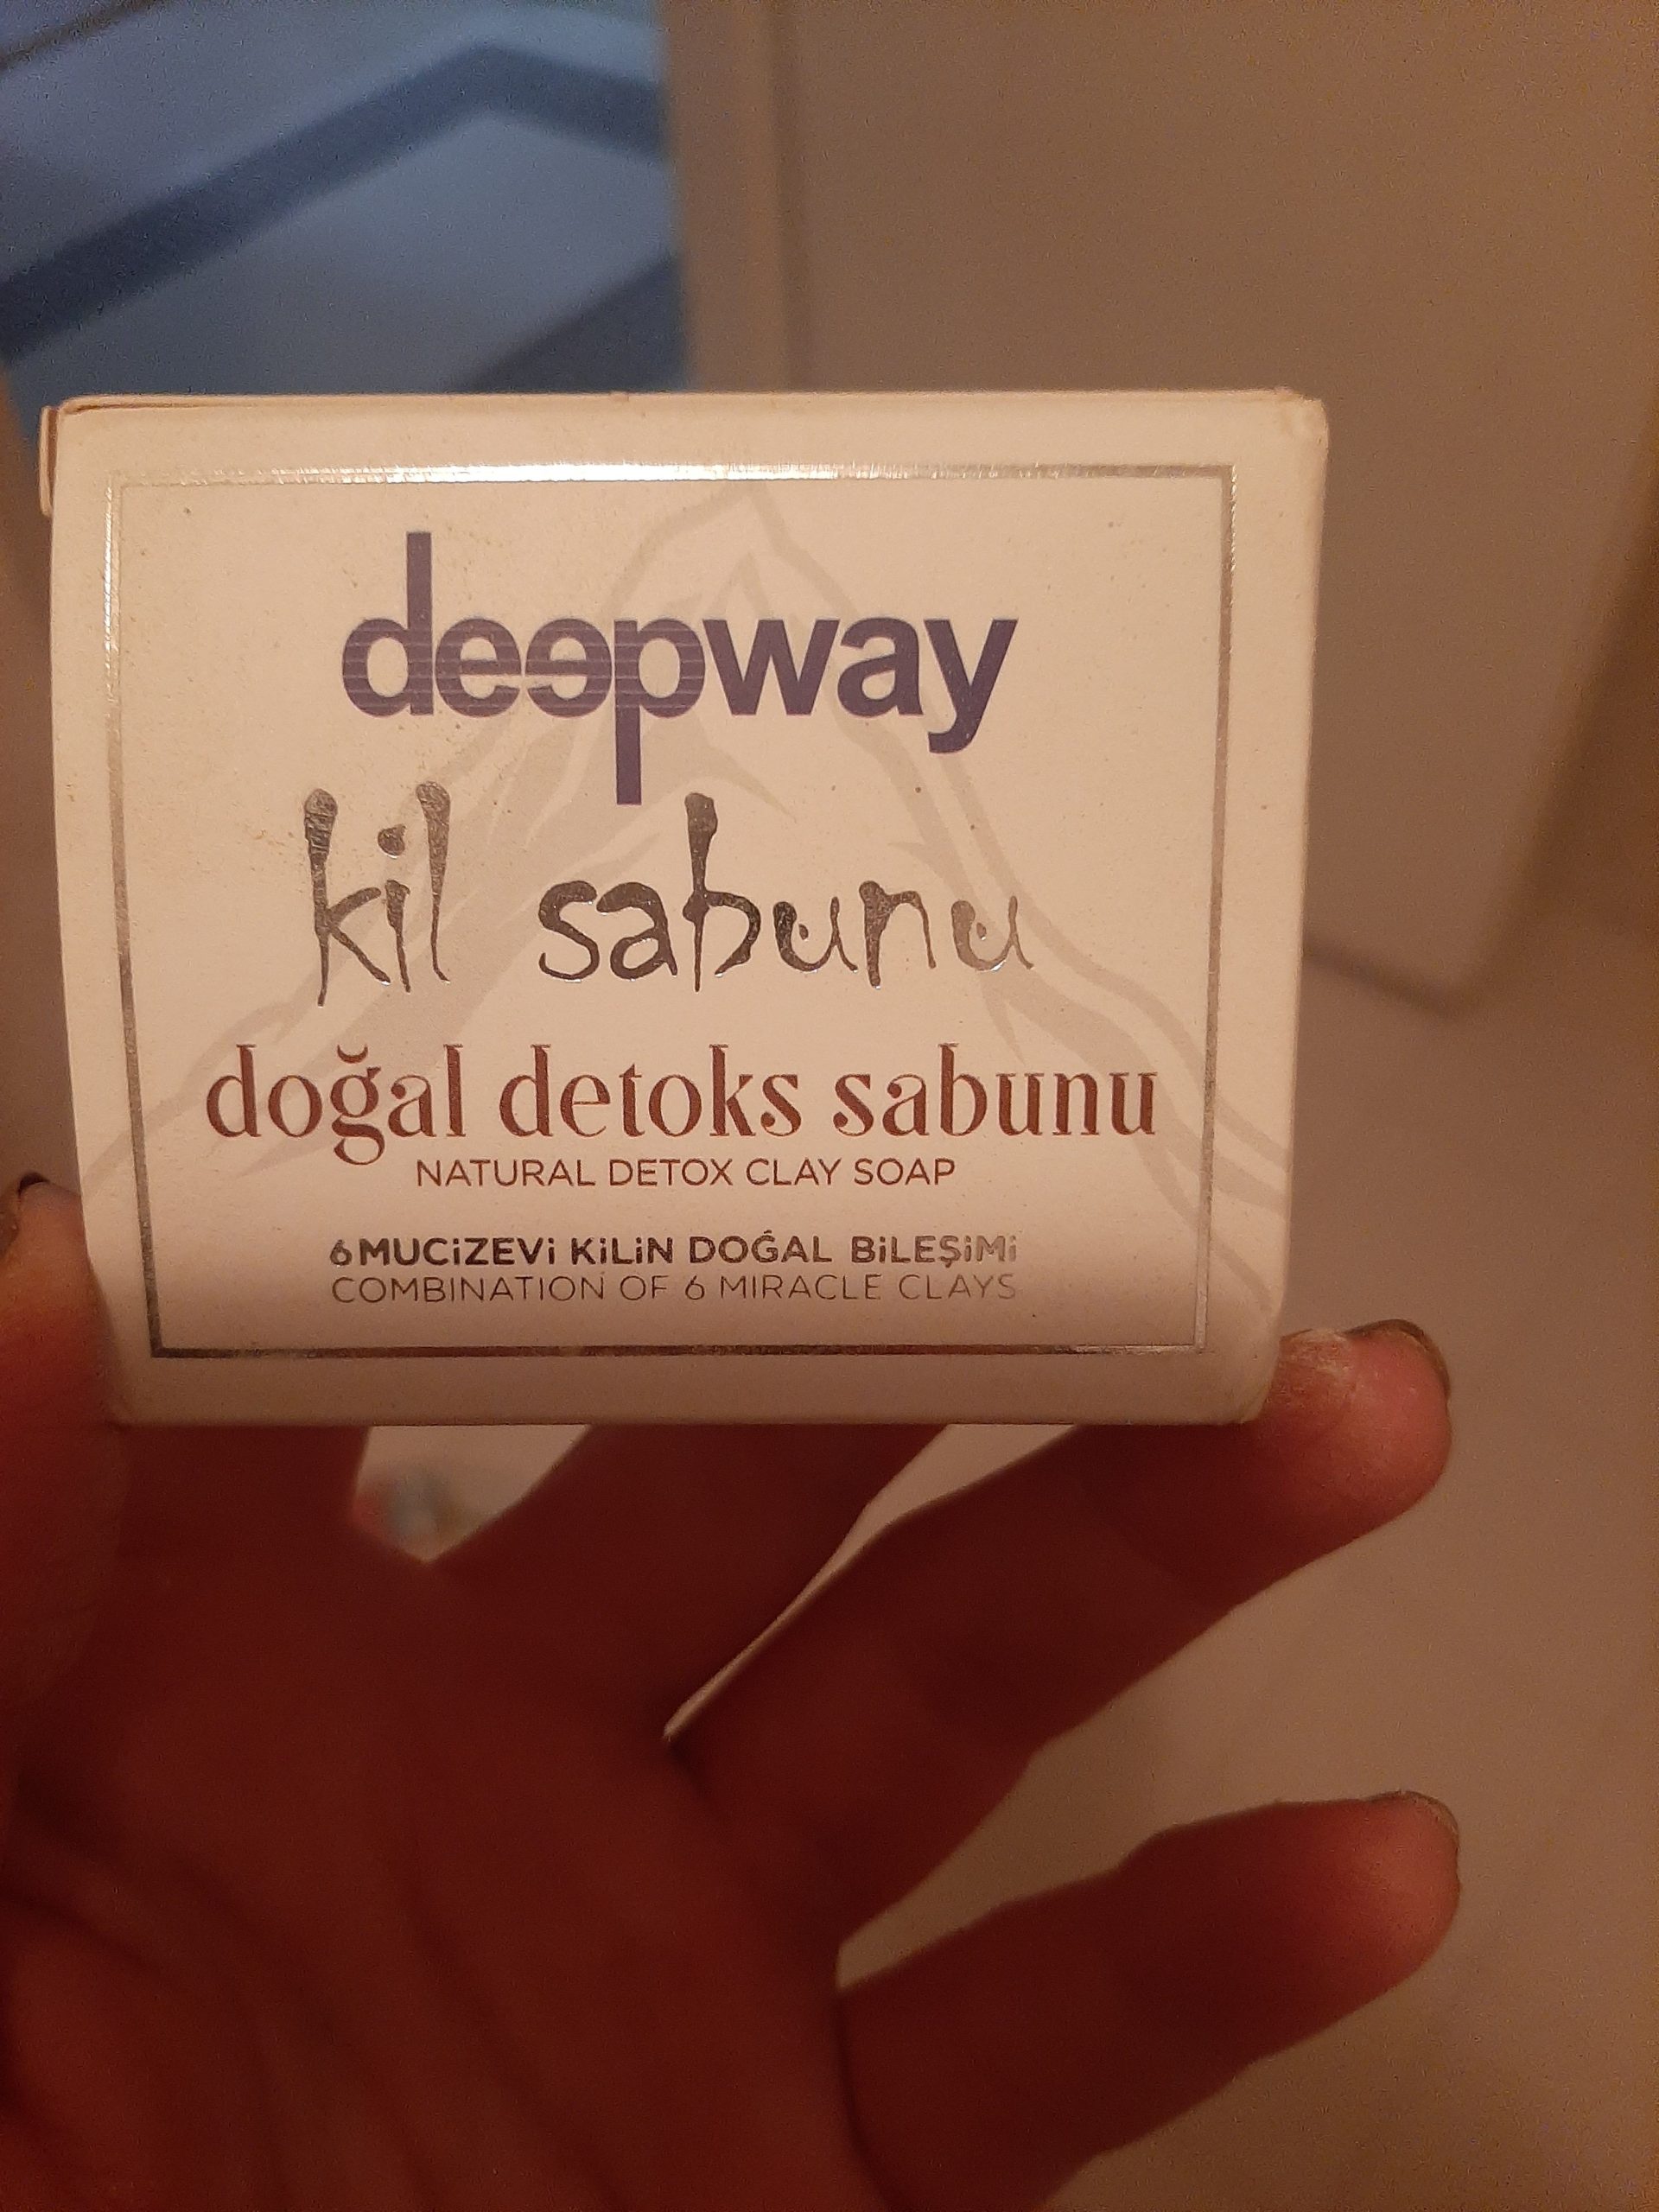 deepway
kil sabunu
doğal detoks sabunu
NATURAL DETOX CLAY SOAP
6 MUCiZEVi KiLiN DOĞAL BiLEŞiMi
COMBINATION OF 6 MIRACLE CLAYS